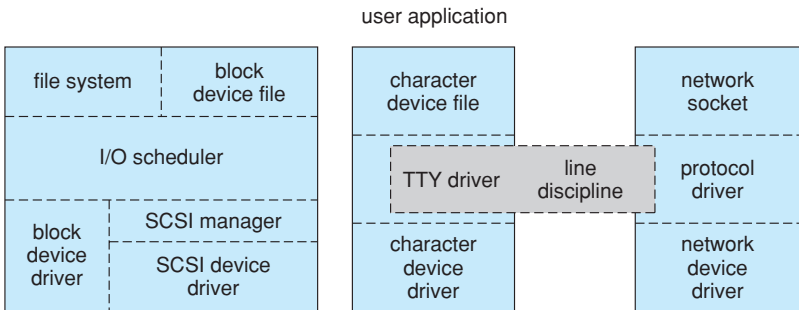 user application
file system
block
device file
I/O scheduler
block
device
driver
SCSI manager
SCSI device
driver
character
device file
TTY driver
line
discipline
character
device
driver
network
socket
protocol
driver
network
device
driver